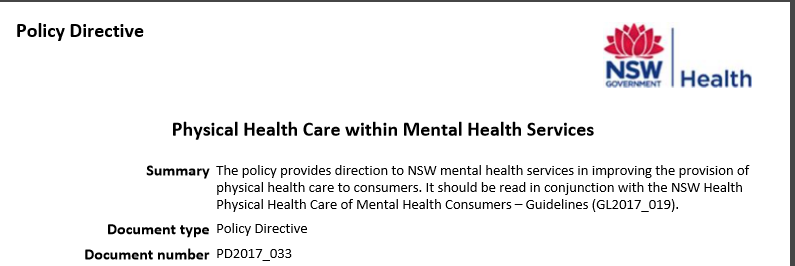 Policy Directive
NSW
GOVERNMENT
Health
Physical Health Care within Mental Health Services
Summary The policy provides direction to NSW mental health services in improving the provision of
physical health care to consumers. It should be read in conjunction with the NSW Health
Physical Health Care of Mental Health Consumers – Guidelines (GL2017_019).
Document type Policy Directive
Document number PD2017_033